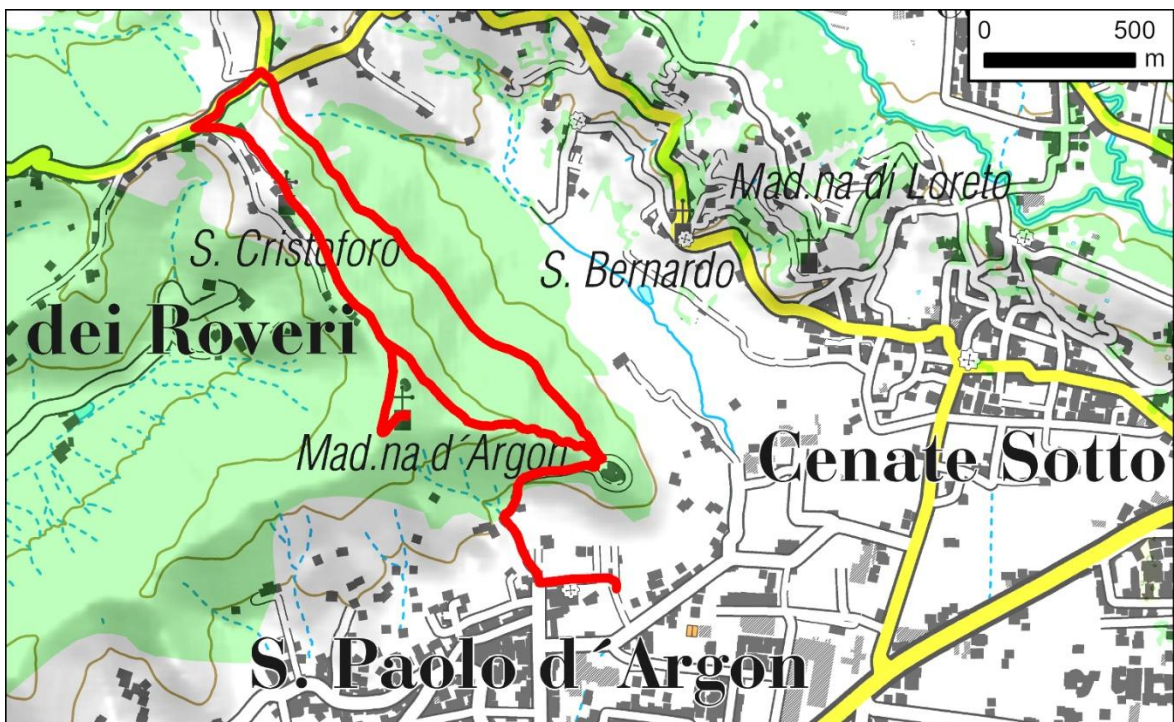 0 500
m
Mad.na di Loreto
S. Cristoforo
S. Bernardo
dei Roveri
Mad.na d´Argon
Cenate Sotto
S. Paolo d´Argon